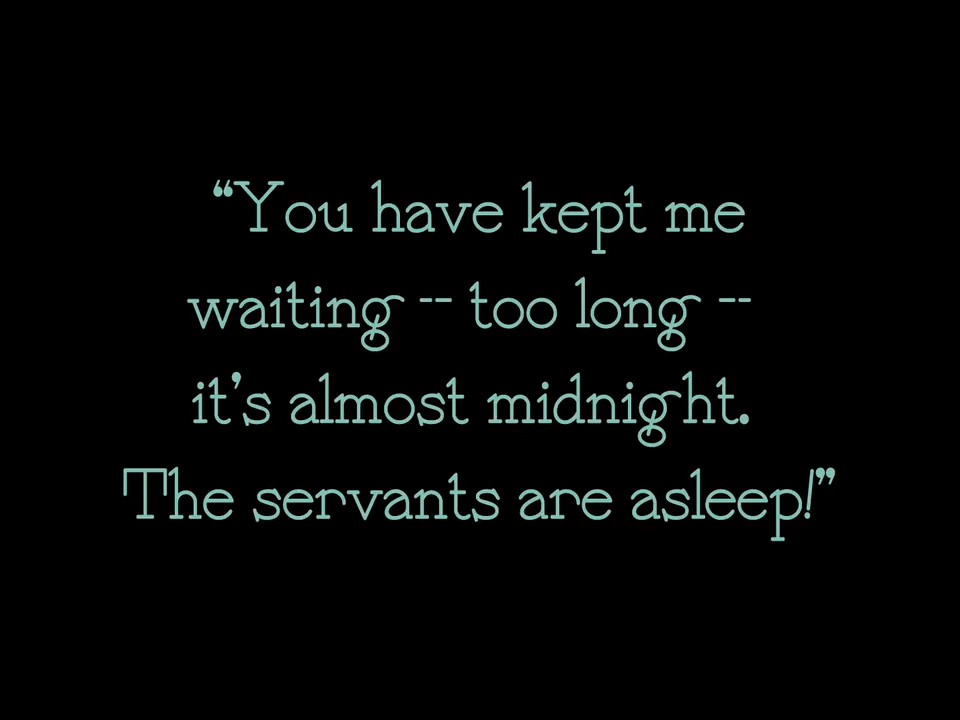 “You have kept me
waiting -- too long --
it’s almost midnight.
The servants are asleep!”